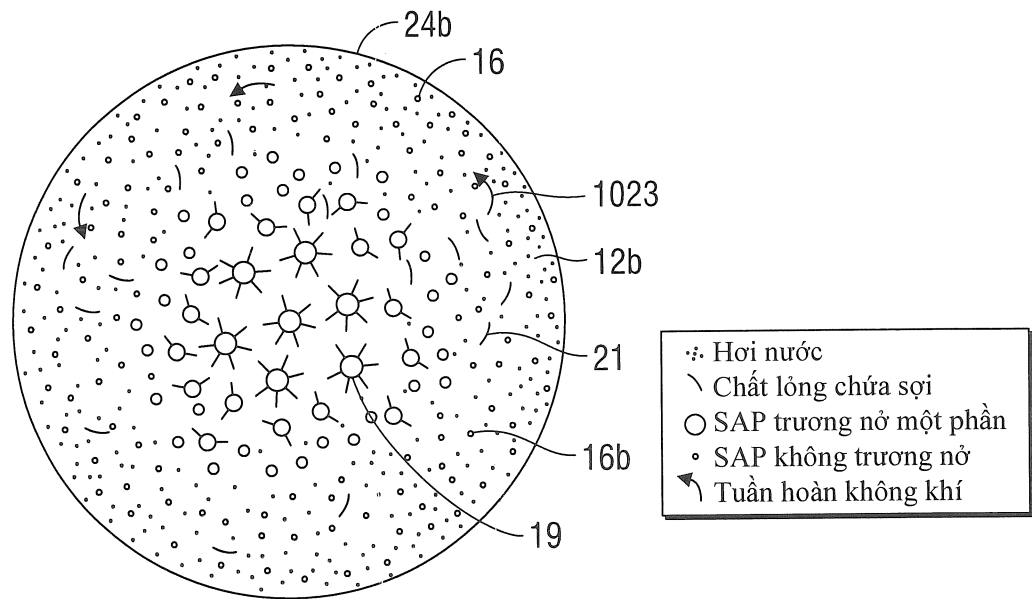 24b
16
1023
12b
21
16b
19
Hơi nước
Chất lỏng chứa sợi
SAP trương nở một phần
SAP không trương nở
Tuần hoàn không khí